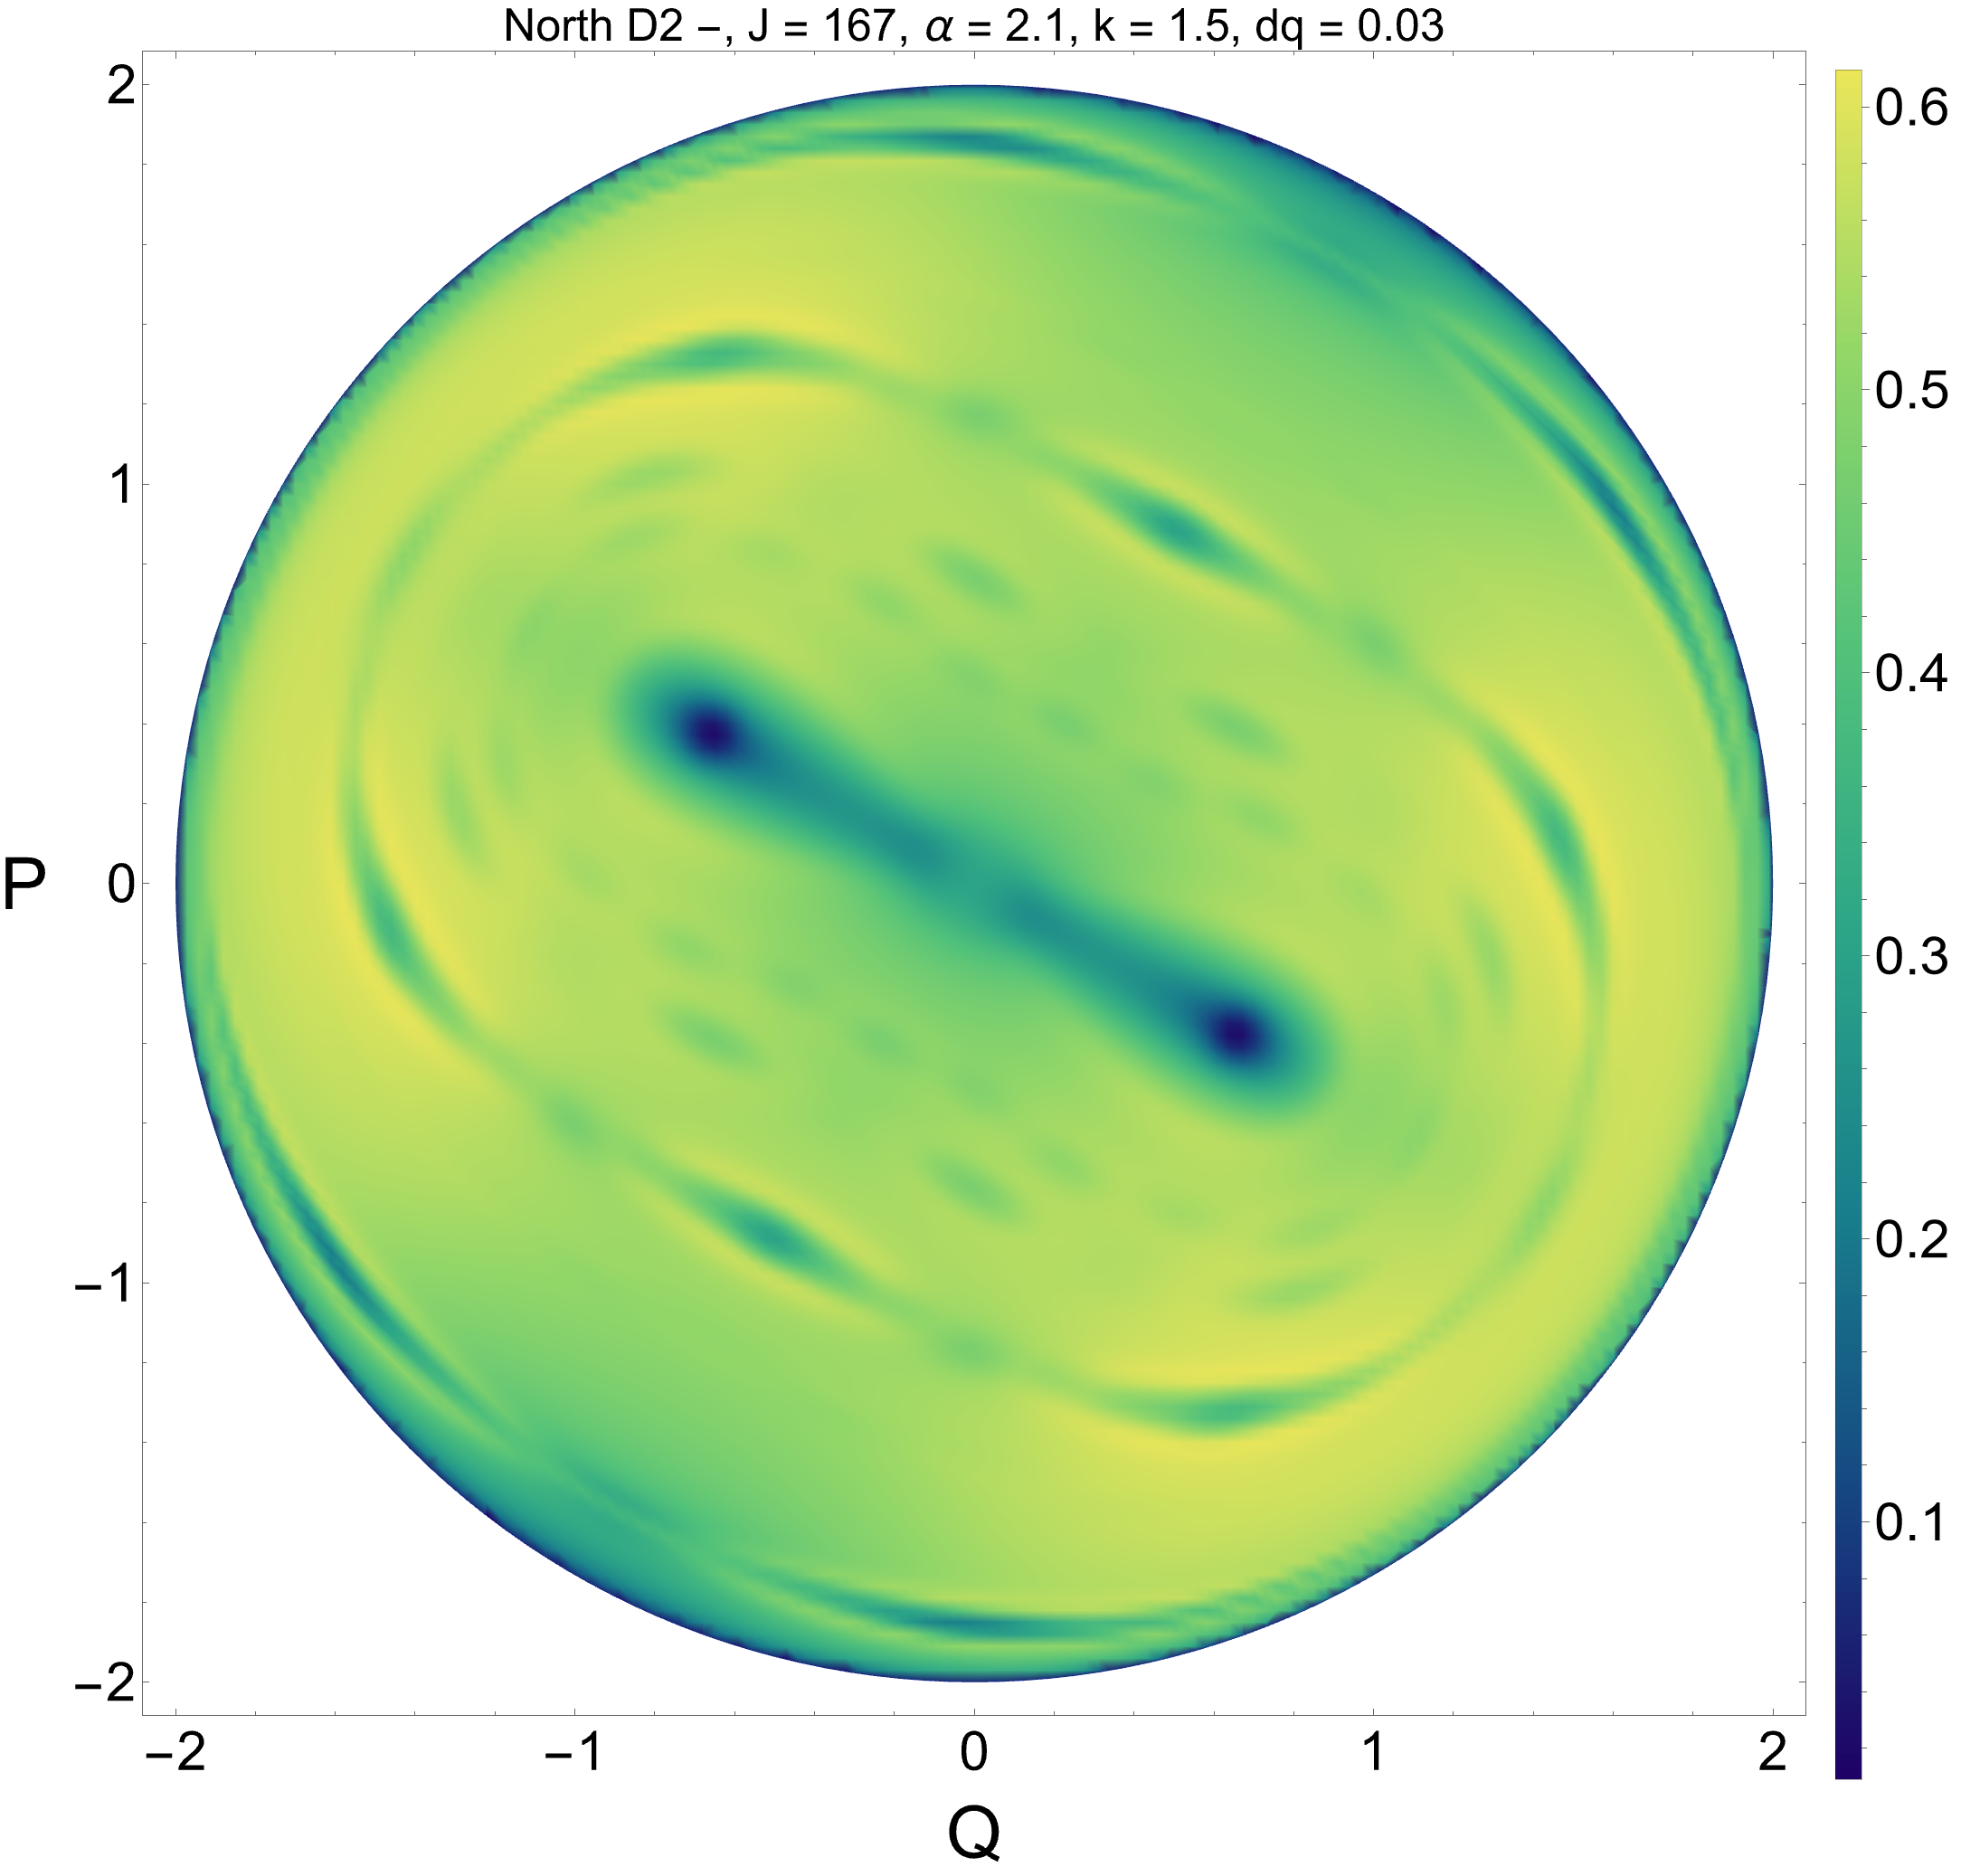 North D2 −, J = 167, α = 2.1, k = 1.5, dq = 0.03
2
1
P
0
−1
−2
−2 −1 0 1 2
Q
0.6
0.5
0.4
0.3
0.2
0.1